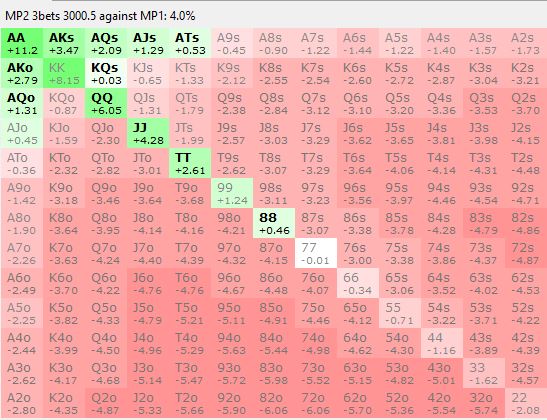 MP2 3bets 3000.5 against MP1: 4.0%
AA AKs AQs AJs ATs A9s A8s A7s A6s A5s A4s A3s A2s
+11.2 +3.47 +2.09 +1.29 +0.53 -0.45 -0.90 -1.22 -1.44 -1.22 -1.40 -1.57 -1.73
AKo KK KQs KJs KTs K9s K8s K7s K6s K5s K4s K3s K2s
+2.79 +8.15 +0.03 -0.65 -1.33 -2.12 -2.55 -2.54 -2.60 -2.72 -2.87 -3.04 -3.21
AQo KQo QQ QJs QTs Q9s Q8s Q7s Q6s Q5s Q4s Q3s Q2s
+1.31 -0.87 +6.05 -1.31 -1.79 -2.38 -2.84 -3.12 -3.10 -3.20 -3.36 -3.53 -3.70
AJo KJo QJo JJ JTs J9s J8s J7s J6s J5s J4s J3s J2s
+0.45 -1.59 -2.30 +4.28 -1.99 -2.57 -3.03 -3.29 -3.62 -3.65 -3.81 -3.98 -4.15
ATo KTo QTo JTo TT T9s T8s T7s T6s T5s T4s T3s T2s
-0.36 -2.32 -2.82 -3.01 +2.61 -2.62 -3.07 -3.29 -3.64 -4.06 -4.14 -4.31 -4.48
A9o K9o Q9o J9o T9o 99 98s 97s 96s 95s 94s 93s 92s
-1.42 -3.18 -3.46 -3.64 -3.68 +1.24 -3.11 -3.23 -3.56 -3.97 -4.46 -4.54 -4.71
A8o K8o Q8o J8o T8o 98o 88 87s 86s 85s 84s 83s 82s
-1.90 -3.64 -3.95 -4.14 -4.16 -4.21 +0.46 -3.07 -3.38 -3.78 -4.28 -4.79 -4.86
A7o K7o Q7o J7o T7o 97o 87o 77 76s 75s 74s 73s 72s
-2.26 -3.63 -4.24 -4.40 -4.39 -4.32 -4.15 -0.01 -3.00 -3.38 -3.86 -4.37 -4.87
A6o K6o Q6o J6o T6o 96o 86o 76o 66 65s 64s 63s 62s
-2.49 -3.70 -4.22 -4.76 -4.76 -4.67 -4.48 -4.07 -0.34 -3.06 -3.52 -4.02 -4.53
A5o K5o Q5o J5o T5o 95o 85o 75o 65o 55 54s 53s 52s
-2.25 -3.82 -4.33 -4.79 -5.21 -5.11 -4.91 -4.46 -4.12 -0.71 -3.22 -3.71 -4.22
A4o K4o Q4o J4o T4o 94o 84o 74o 64o 54o 44 43s 42s
-2.44 -3.99 -4.50 -4.96 -5.29 -5.63 -5.44 -4.98 -4.62 -4.30 -1.16 -3.89 -4.39
A3o K3o Q3o J3o T3o 93o 83o 73o 63o 53o 43o 33 32s
-2.62 -4.17 -4.68 -5.14 -5.47 -5.72 -5.98 -5.52 -5.15 -4.82 -5.01 -1.62 -4.57
A2o K2o Q2o J2o T2o 92o 82o 72o 62o 52o 42o 32o 22
-2.80 -4.35 -4.87 -5.33 -5.66 -5.90 -6.06 -6.06 -5.70 -5.36 -5.54 -5.74 2.08